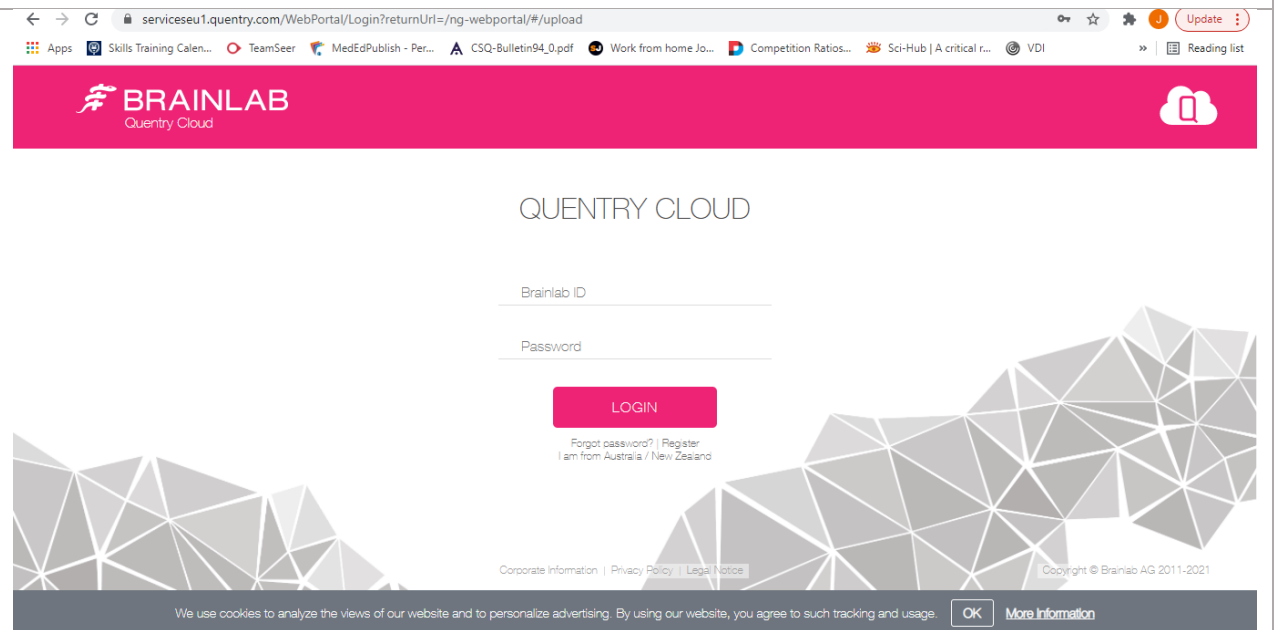 serviceseu1.quentry.com/WebPortal/Login?returnUrl=/ng-webportal/#/upload
J
Update
Apps
Skills Training Calen...
TeamSeer
MedEdPublish - Per...
CSQ-Bulletin94_0.pdf
Work from home Jo...
Competition Ratios...
Sci-Hub | A critical r...
VDI
»
Reading list
BRAINLAB
Quentry Cloud
Q
QUENTRY CLOUD
Brainlab ID
Password
LOGIN
Forgot password? | Register
I am from Australia / New Zealand
Corporate Information | Privacy Policy | Legal Notice
Copyright © Brainlab AG 2011-2021
We use cookies to analyze the views of our website and to personalize advertising. By using our website, you agree to such tracking and usage.
OK
More Information